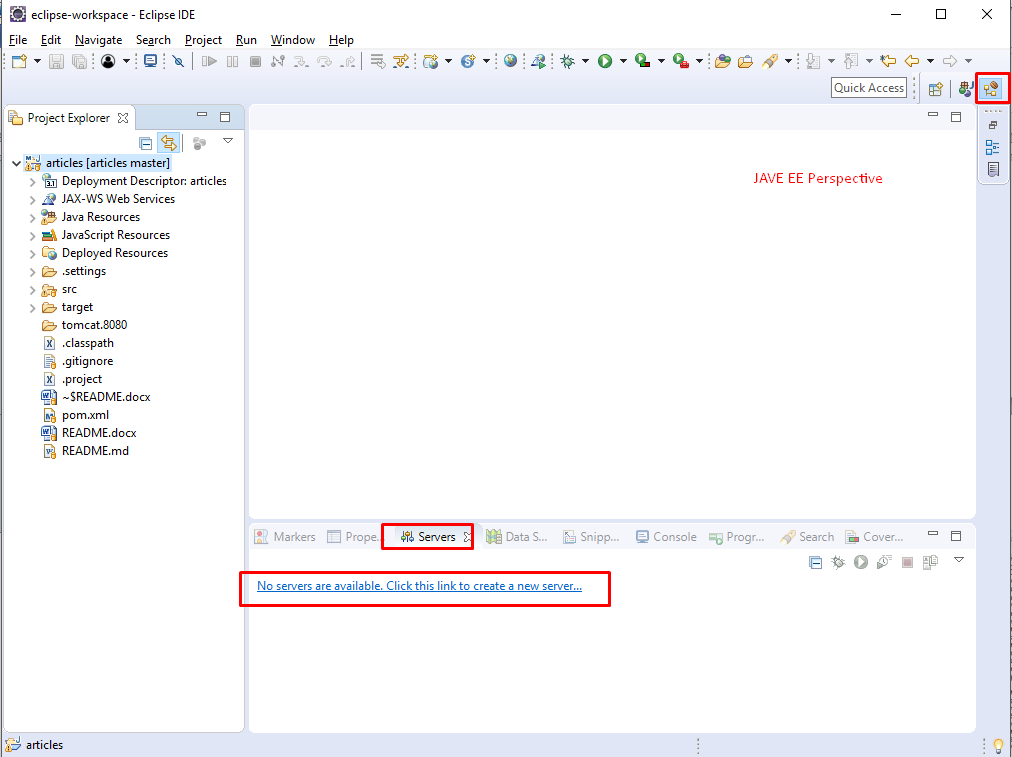 eclipse-workspace - Eclipse IDE
File Edit Navigate Search Project Run Window Help
Quick Access
Project Explorer
articles [articles master]
Deployment Descriptor: articles
JAX-WS Web Services
Java Resources
JavaScript Resources
Deployed Resources
.settings
src
target
tomcat.8080
.classpath
.gitignore
.project
~$README.docx
pom.xml
README.docx
README.md
JAVE EE Perspective
Markers Prope... Servers Data S... Snipp... Console Progr... Search Cover...
No servers are available. Click this link to create a new server...
articles